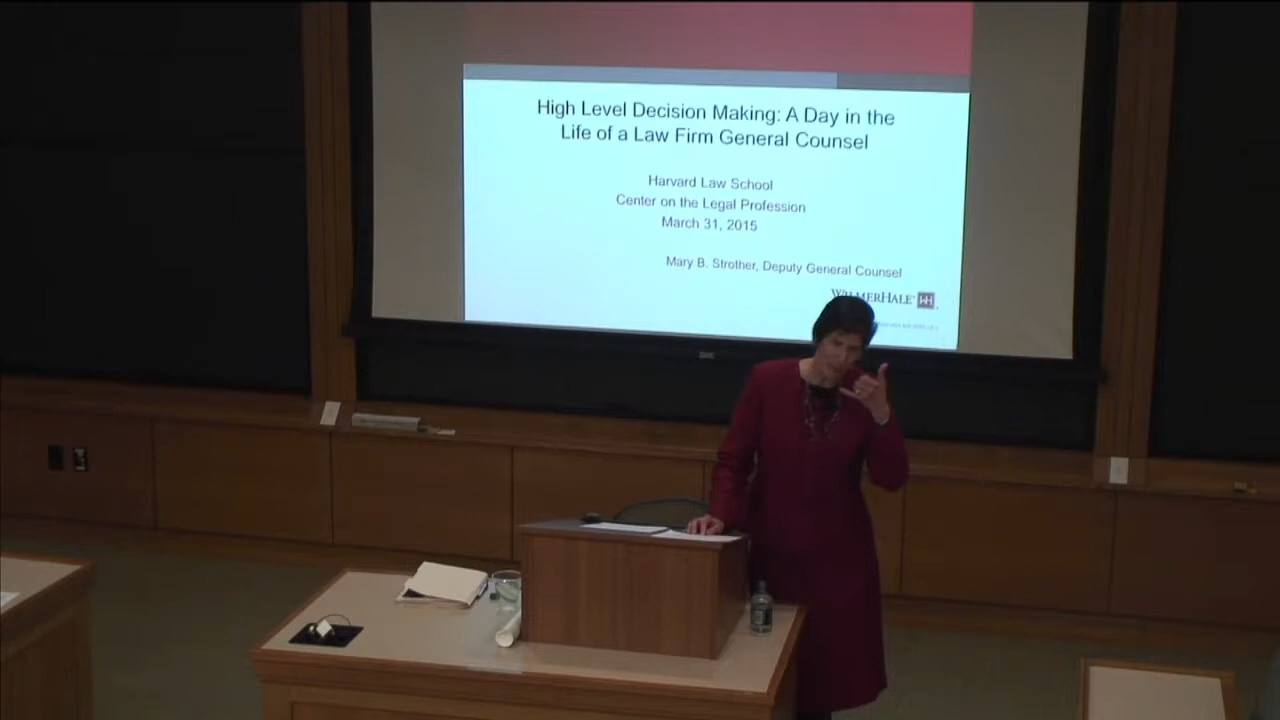 High Level Decision Making: A Day in the
Life of a Law Firm General Counsel
Harvard Law School
Center on the Legal Profession
March 31, 2015
Mary B. Strother, Deputy General Counsel
WILMERHALE WH